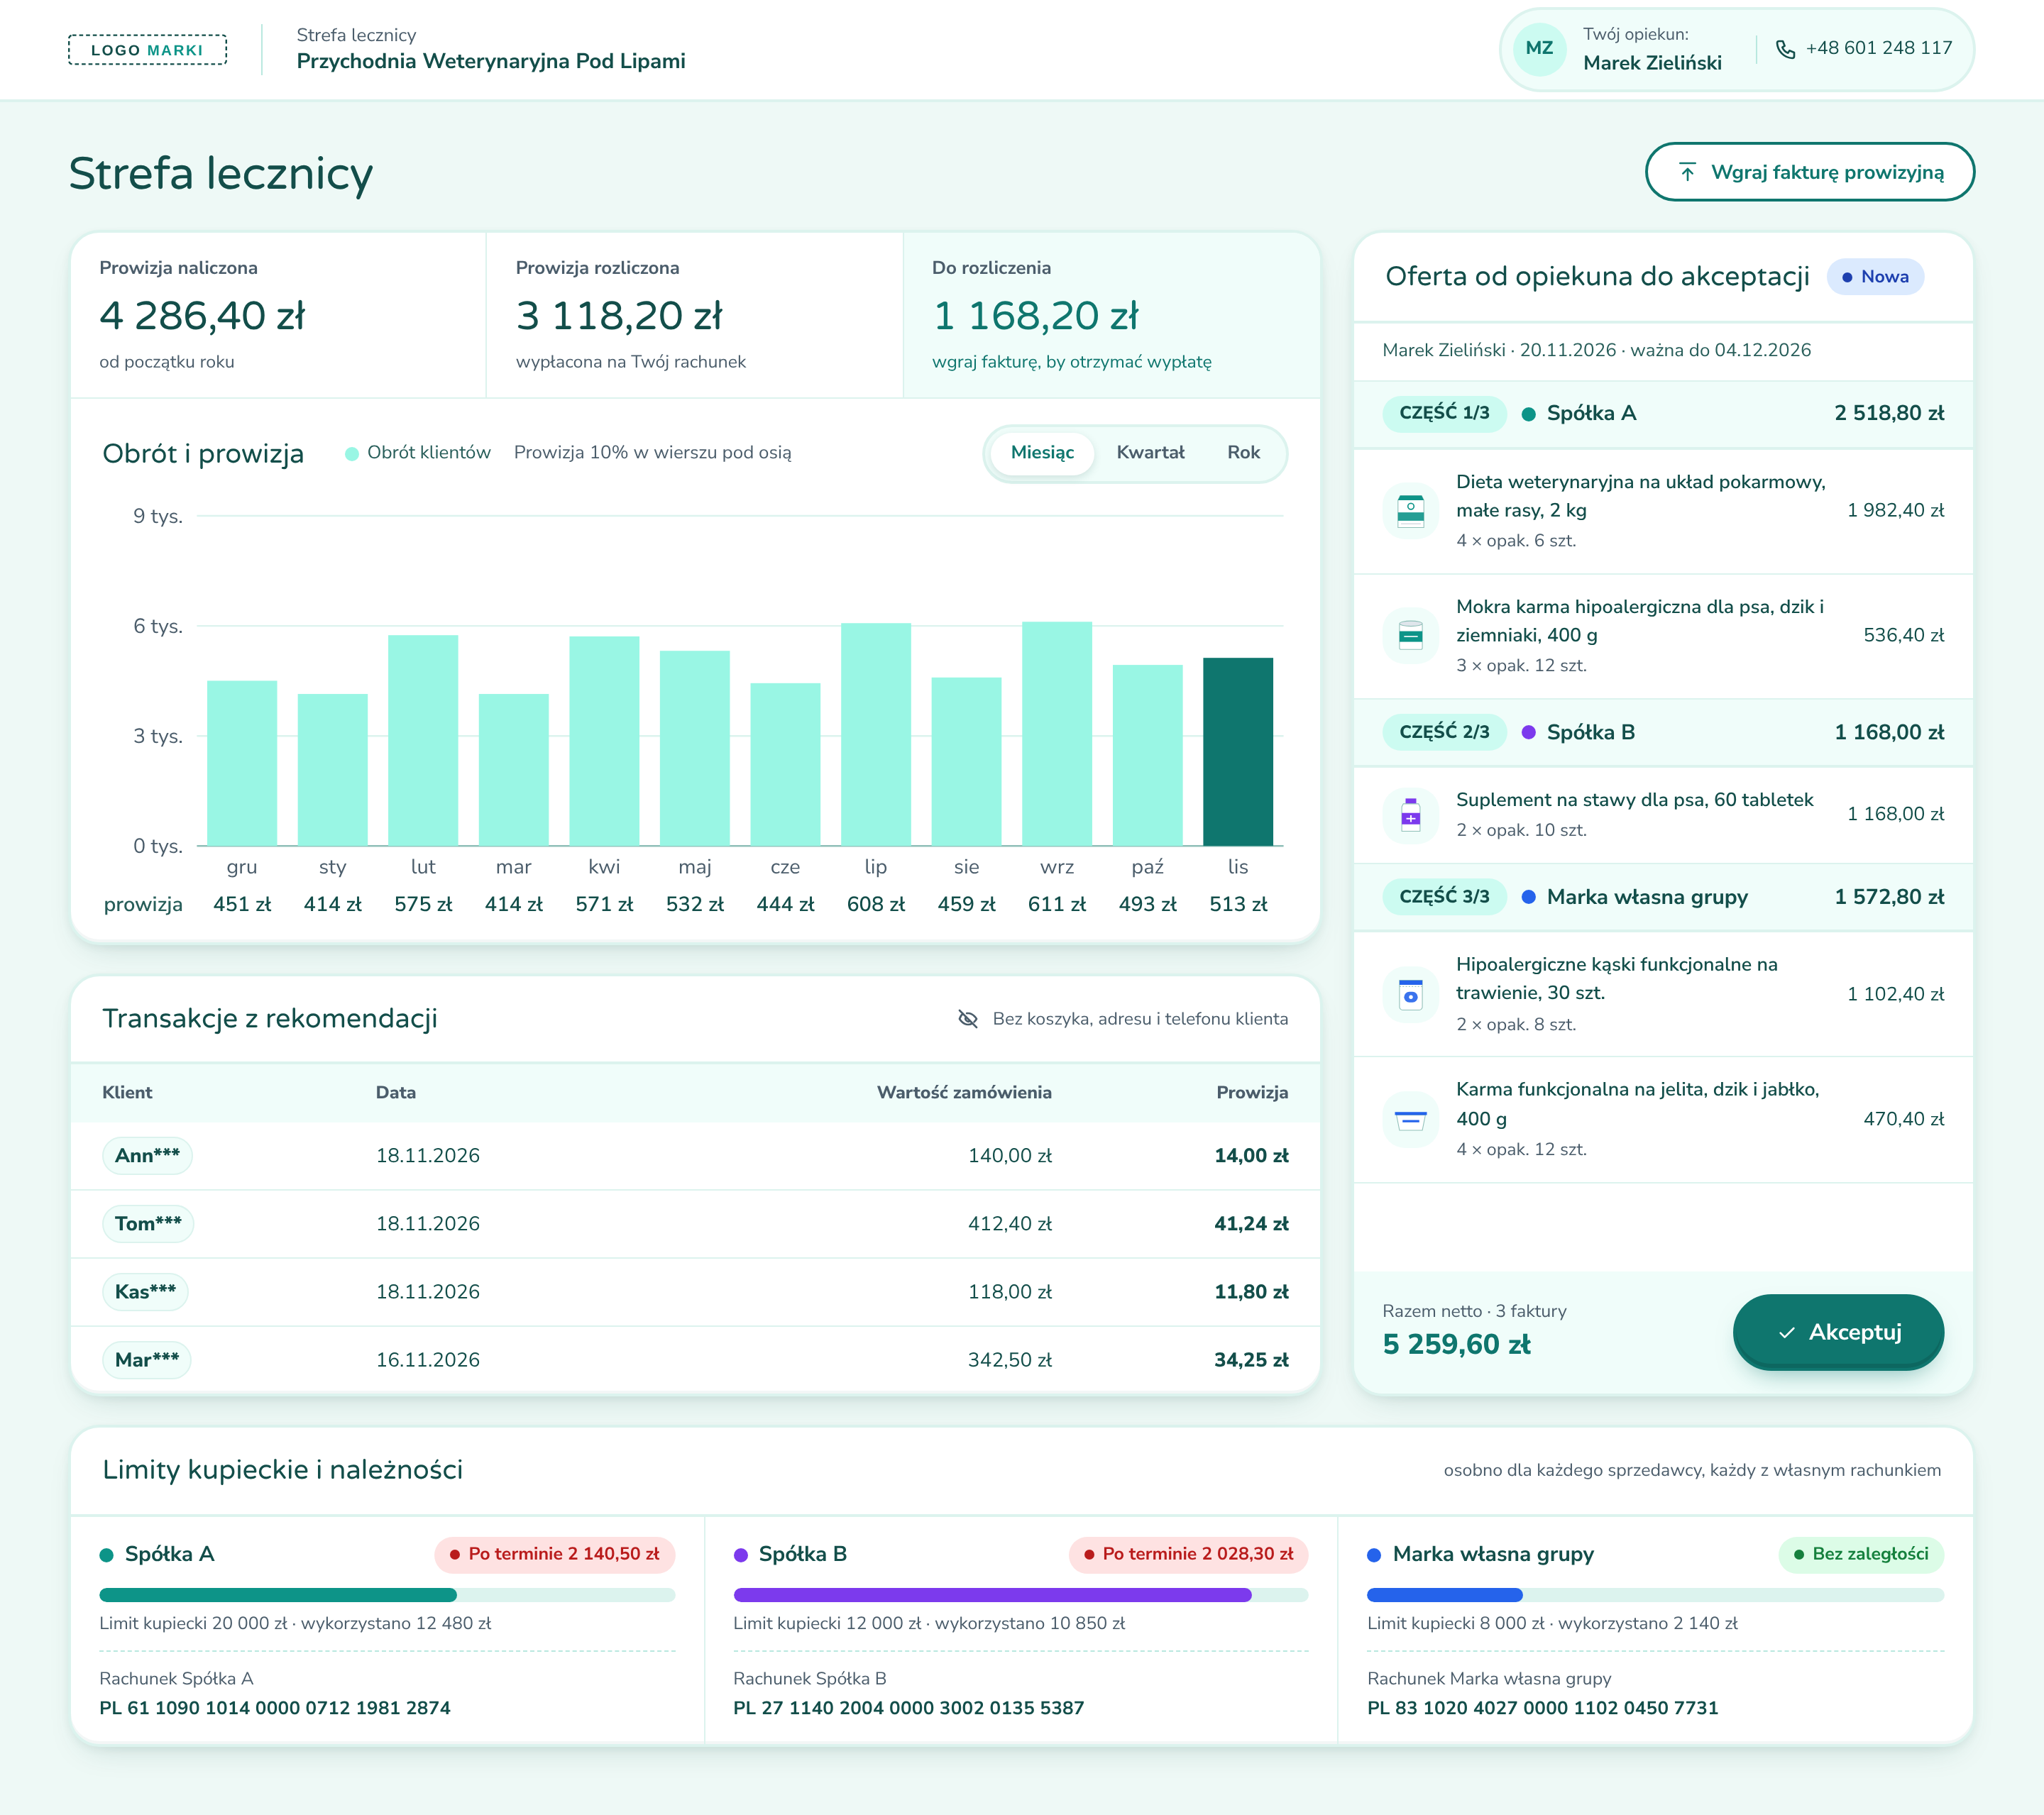 LOGO MARKI
Strefa lecznicy
Przychodnia Weterynaryjna Pod Lipami
MZ
Twój opiekun:
Marek Zieliński
+48 601 248 117
Strefa lecznicy
Wgraj fakturę prowizyjną
Prowizja naliczona
4 286,40 zł
od początku roku
Prowizja rozliczona
3 118,20 zł
wypłacona na Twój rachunek
Do rozliczenia
1 168,20 zł
wgraj fakturę, by otrzymać wypłatę
Obrót i prowizja
Obrót klientów
Prowizja 10% w wierszu pod osią
Miesiąc Kwartał Rok
9 tys.
6 tys.
3 tys.
0 tys.
gru sty lut mar kwi maj cze lip sie wrz paź lis
prowizja 451 zł 414 zł 575 zł 414 zł 571 zł 532 zł 444 zł 608 zł 459 zł 611 zł 493 zł 513 zł
Transakcje z rekomendacji
Bez koszyka, adresu i telefonu klienta
Klient Data Wartość zamówienia Prowizja
Ann*** 18.11.2026 140,00 zł 14,00 zł
Tom*** 18.11.2026 412,40 zł 41,24 zł
Kas*** 18.11.2026 118,00 zł 11,80 zł
Mar*** 16.11.2026 342,50 zł 34,25 zł
Oferta od opiekuna do akceptacji
Nowa
Marek Zieliński · 20.11.2026 · ważna do 04.12.2026
CZĘŚĆ 1/3 Spółka A 2 518,80 zł
Dieta weterynaryjna na układ pokarmowy,
małe rasy, 2 kg
4 × opak. 6 szt.
1 982,40 zł
Mokra karma hipoalergiczna dla psa, dzik i
ziemniaki, 400 g
3 × opak. 12 szt.
536,40 zł
CZĘŚĆ 2/3 Spółka B 1 168,00 zł
Suplement na stawy dla psa, 60 tabletek
2 × opak. 10 szt.
1 168,00 zł
CZĘŚĆ 3/3 Marka własna grupy 1 572,80 zł
Hipoalergiczne kąski funkcjonalne na
trawienie, 30 szt.
2 × opak. 8 szt.
1 102,40 zł
Karma funkcjonalna na jelita, dzik i jabłko,
400 g
4 × opak. 12 szt.
470,40 zł
Razem netto · 3 faktury
5 259,60 zł
Akceptuj
Limity kupieckie i należności
osobno dla każdego sprzedawcy, każdy z własnym rachunkiem
Spółka A
Po terminie 2 140,50 zł
Limit kupiecki 20 000 zł · wykorzystano 12 480 zł
Rachunek Spółka A
PL 61 1090 1014 0000 0712 1981 2874
Spółka B
Po terminie 2 028,30 zł
Limit kupiecki 12 000 zł · wykorzystano 10 850 zł
Rachunek Spółka B
PL 27 1140 2004 0000 3002 0135 5387
Marka własna grupy
Bez zaległości
Limit kupiecki 8 000 zł · wykorzystano 2 140 zł
Rachunek Marka własna grupy
PL 83 1020 4027 0000 1102 0450 7731